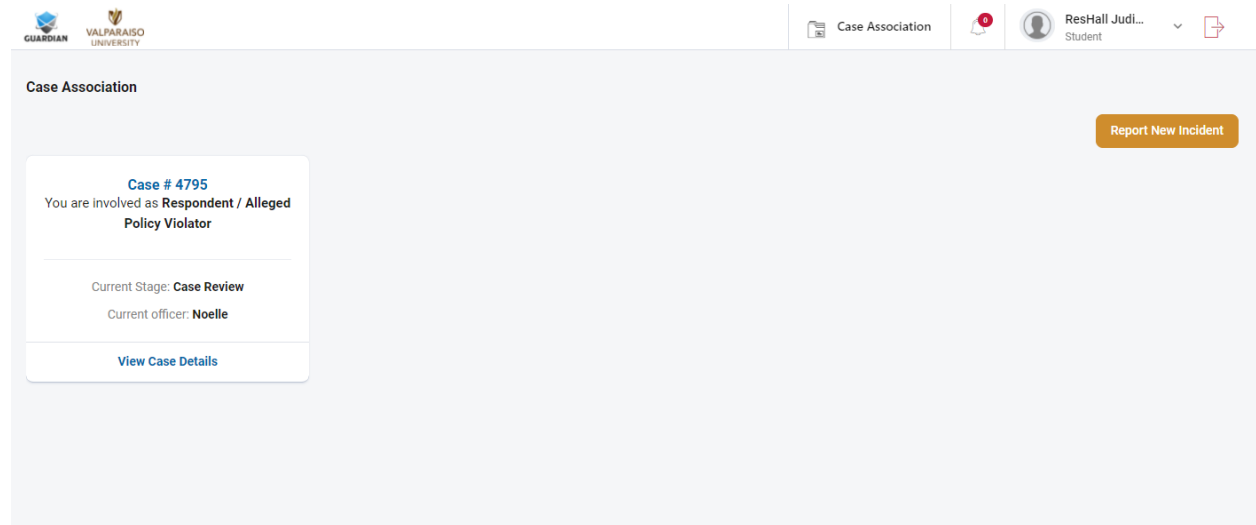 GUARDIAN
VALPARAISO
UNIVERSITY
Case Association
0
ResHall Judi...
Student
Case Association
Report New Incident
Case # 4795
You are involved as Respondent / Alleged
Policy Violator
Current Stage: Case Review
Current officer: Noelle
View Case Details